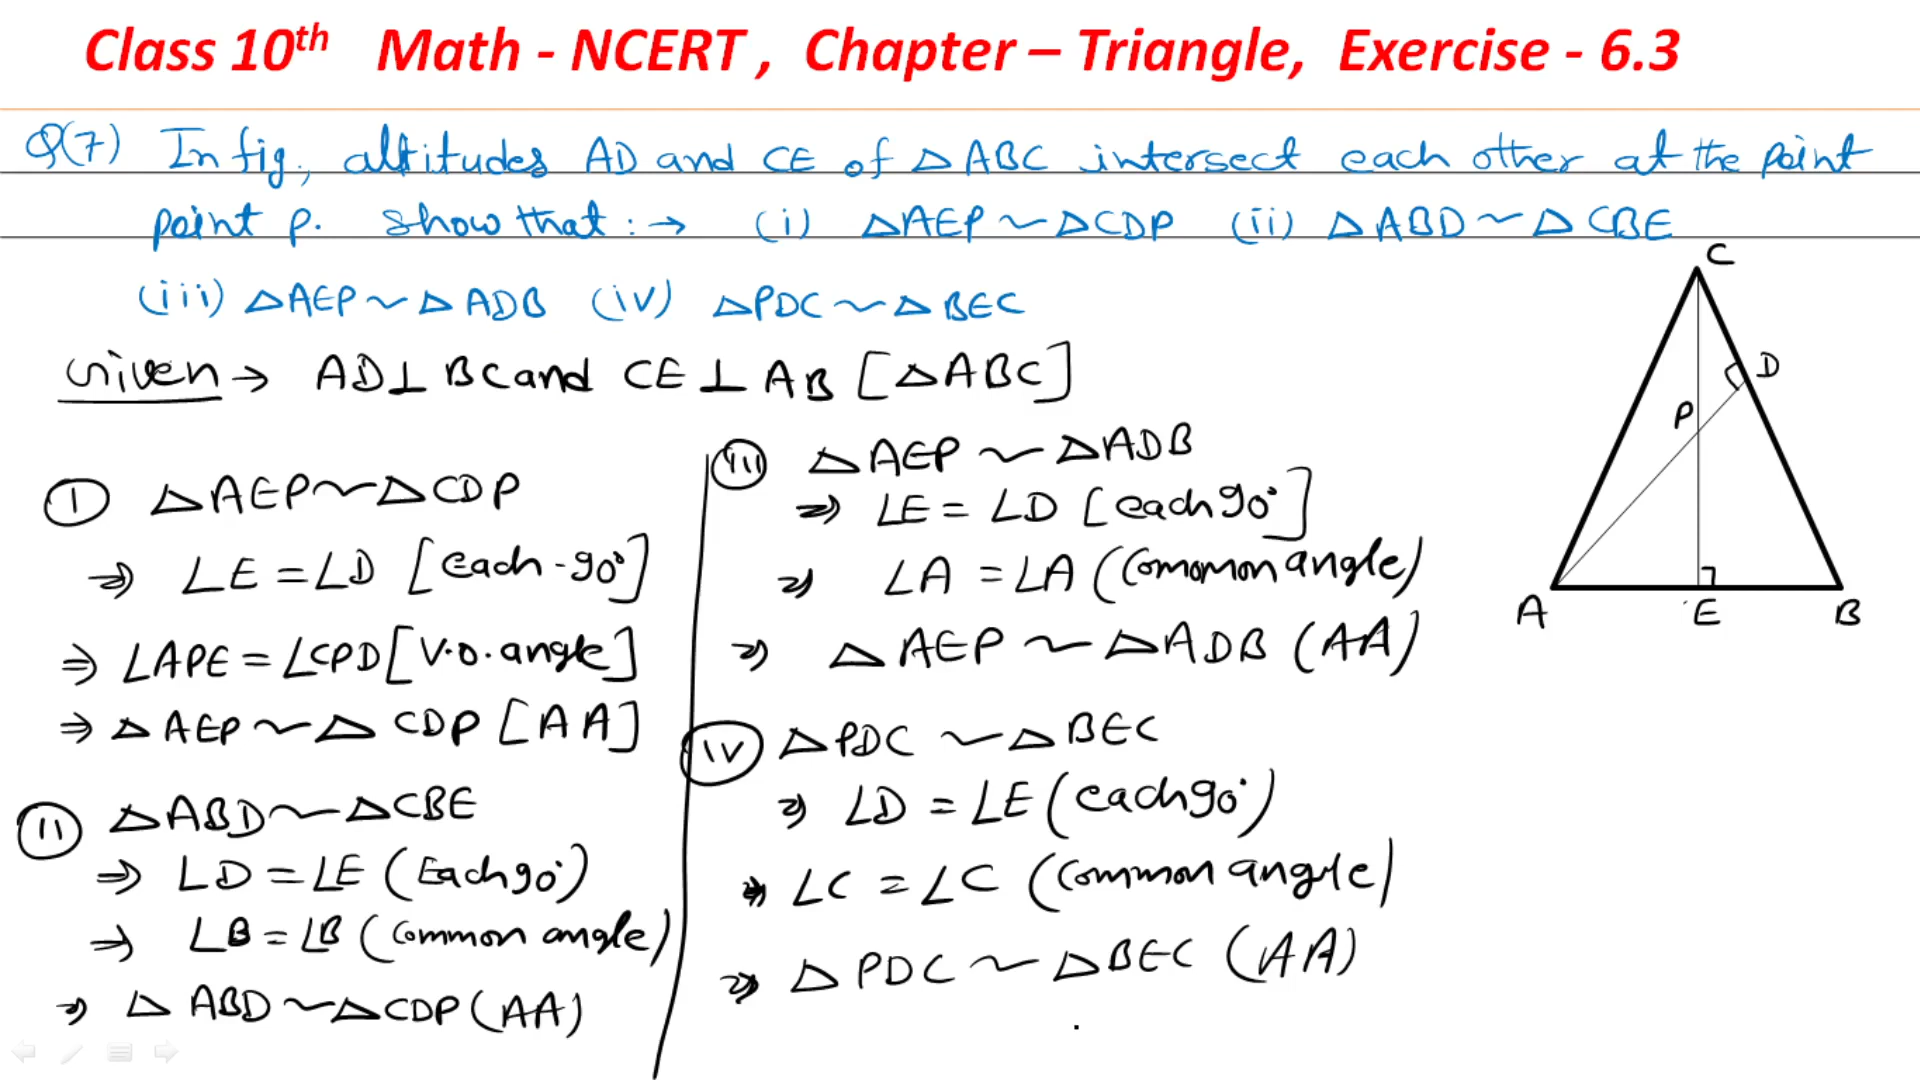 Class 10th Math - NCERT , Chapter – Triangle, Exercise - 6.3
Q(7) In fig, altitudes AD and CE of △ABC intersect each other at the point
point P. Show that :→ (i) △AEP ~ △CDP (ii) △ABD ~ △CBE
(iii) △AEP ~ △ADB (iv) △PDC ~ △BEC
Given → AD ⊥ BC and CE ⊥ AB [△ABC]
(I) △AEP ~ △CDP
⇒ ∠E = ∠D [each - 90°]
⇒ ∠APE = ∠CPD [V.O. angle]
⇒ △AEP ~ △CDP [AA]
(II) △ABD ~ △CBE
⇒ ∠D = ∠E (Each 90°)
⇒ ∠B = ∠B (Common angle)
⇒ △ABD ~ △CDP (AA)
(III) △AEP ~ △ADB
⇒ ∠E = ∠D [each 90°]
⇒ ∠A = ∠A (Comomon angle)
⇒ △AEP ~ △ADB (AA)
(IV) △PDC ~ △BEC
⇒ ∠D = ∠E (each 90°)
⇒ ∠C = ∠C (Common angle)
⇒ △PDC ~ △BEC (AA)
C
D
P
A E B